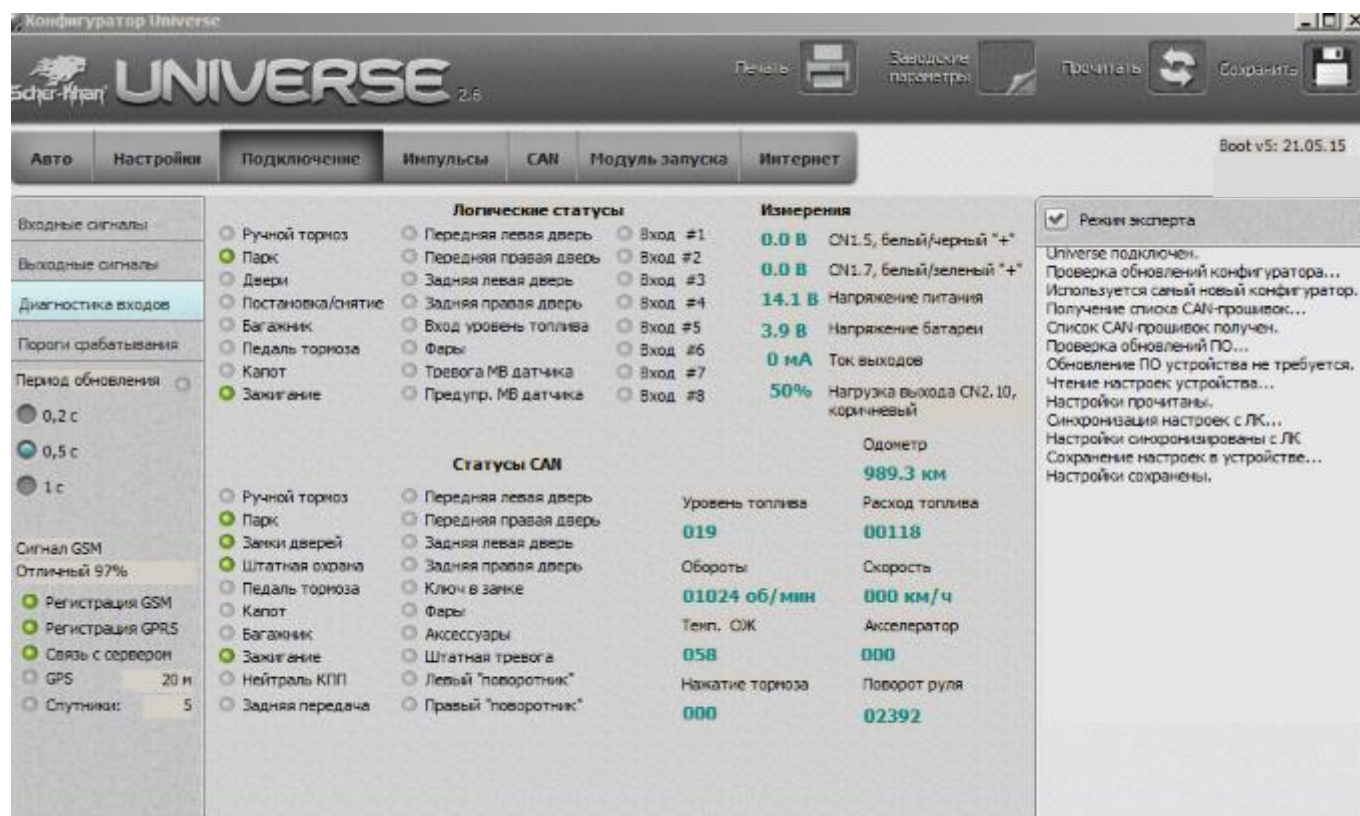 Конфигуратор Universe
Scher-Khan UNIVERSE 2.6
Печать
Заводские параметры
Прочитать
Сохранить
Авто
Настройки
Подключение
Импульсы
CAN
Модуль запуска
Интернет
Boot v5: 21.05.15
Входные сигналы
Выходные сигналы
Диагностика входов
Пороги срабатывания
Период обновления
0,2 с
0,5 с
1 с
Сигнал GSM
Отличный 97%
Регистрация GSM
Регистрация GPRS
Связь с сервером
GPS 20 м
Спутники: 5
Логические статусы
Ручной тормоз
Парк
Двери
Постановка/снятие
Багажник
Педаль тормоза
Капот
Зажигание
Передняя левая дверь
Передняя правая дверь
Задняя левая дверь
Задняя правая дверь
Вход уровень топлива
Фары
Тревога МВ датчика
Предупр. МВ датчика
Вход #1
Вход #2
Вход #3
Вход #4
Вход #5
Вход #6
Вход #7
Вход #8
Измерения
0.0 В CN1.5, белый/черный "+"
0.0 В CN1.7, белый/зеленый "+"
14.1 В Напряжение питания
3.9 В Напряжение батареи
0 мА Ток выходов
50% Нагрузка выхода CN2.10,
коричневый
Статусы CAN
Ручной тормоз
Парк
Замки дверей
Штатная охрана
Педаль тормоза
Капот
Багажник
Зажигание
Нейтраль КПП
Задняя передача
Передняя левая дверь
Передняя правая дверь
Задняя левая дверь
Задняя правая дверь
Ключ в замке
Фары
Аксессуары
Штатная тревога
Левый "поворотник"
Правый "поворотник"
Одометр
989.3 км
Уровень топлива
019
Расход топлива
00118
Обороты
01024 об/мин
Скорость
000 км/ч
Темп. ОЖ
058
Акселератор
000
Нажатие тормоза
000
Поворот руля
02392
Режим эксперта
Universe подключен.
Проверка обновлений конфигуратора...
Используется самый новый конфигуратор.
Получение списка CAN-прошивок...
Список CAN-прошивок получен.
Проверка обновлений ПО...
Обновление ПО устройства не требуется.
Чтение настроек устройства...
Настройки прочитаны.
Синхронизация настроек с ЛК...
Настройки синхронизированы с ЛК
Сохранение настроек в устройстве...
Настройки сохранены.